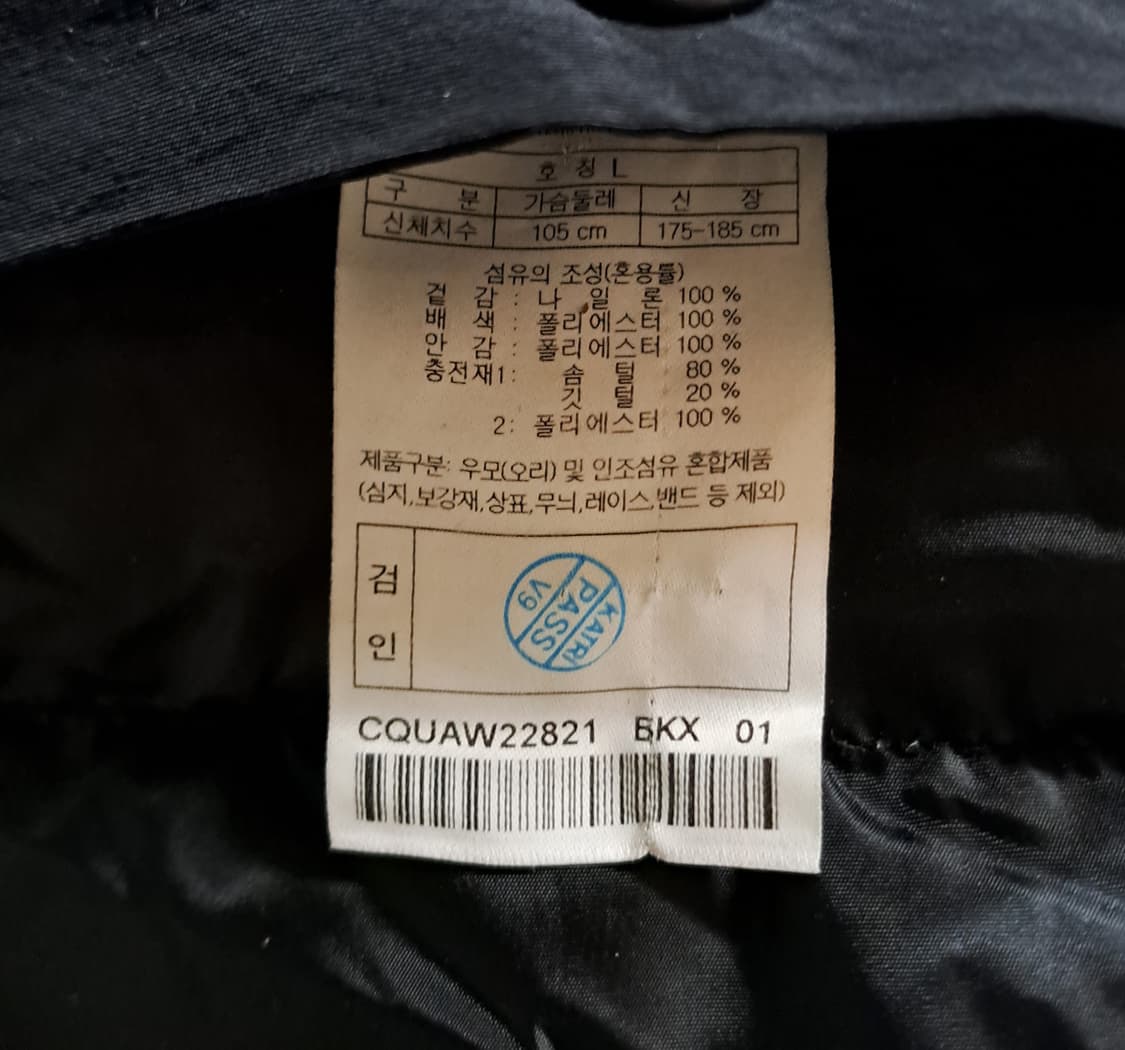 호 칭 L
구 분 가슴둘레 신 장
신체치수 105 cm 175-185 cm
섬유의 조성(혼용률)
겉 감 : 나 일 론 100 %
배 색 : 폴리에스터 100 %
안 감 : 폴리에스터 100 %
충전재1: 솜 털 80 %
깃 털 20 %
2: 폴리에스터 100 %
제품구분: 우모(오리) 및 인조섬유 혼합제품
(심지,보강재,상표,무늬,레이스,밴드 등 제외)
검
인
KATRI
PASS
V9
CQUAW22821 BKX 01